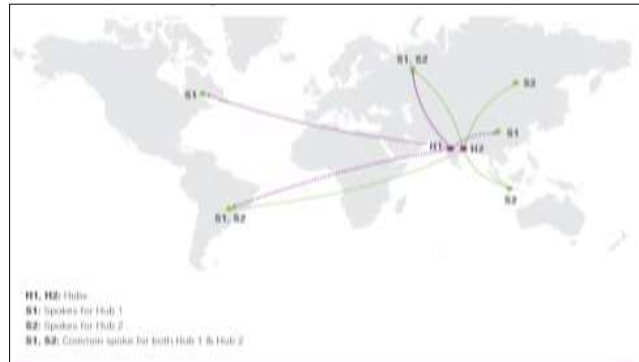 S1, S2
S2
S1
S1
H1 H2
S2
S1, S2
H1, H2: Hubs
S1: Spokes for Hub 1
S2: Spokes for Hub 2
S1, S2: Common spoke for both Hub 1 & Hub 2